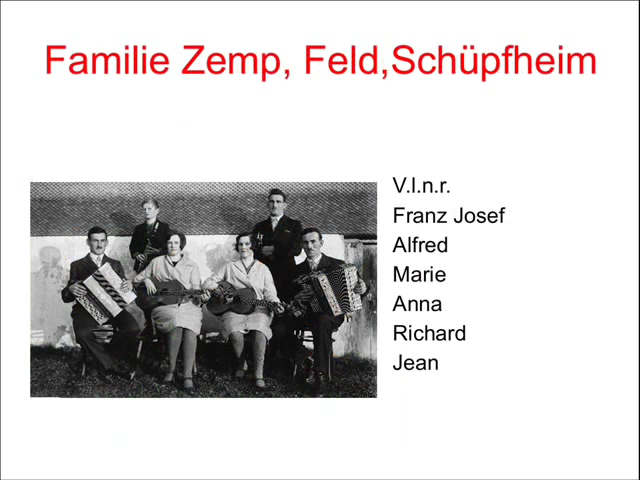 Familie Zemp, Feld,Schüpfheim
V.l.n.r.
Franz Josef
Alfred
Marie
Anna
Richard
Jean